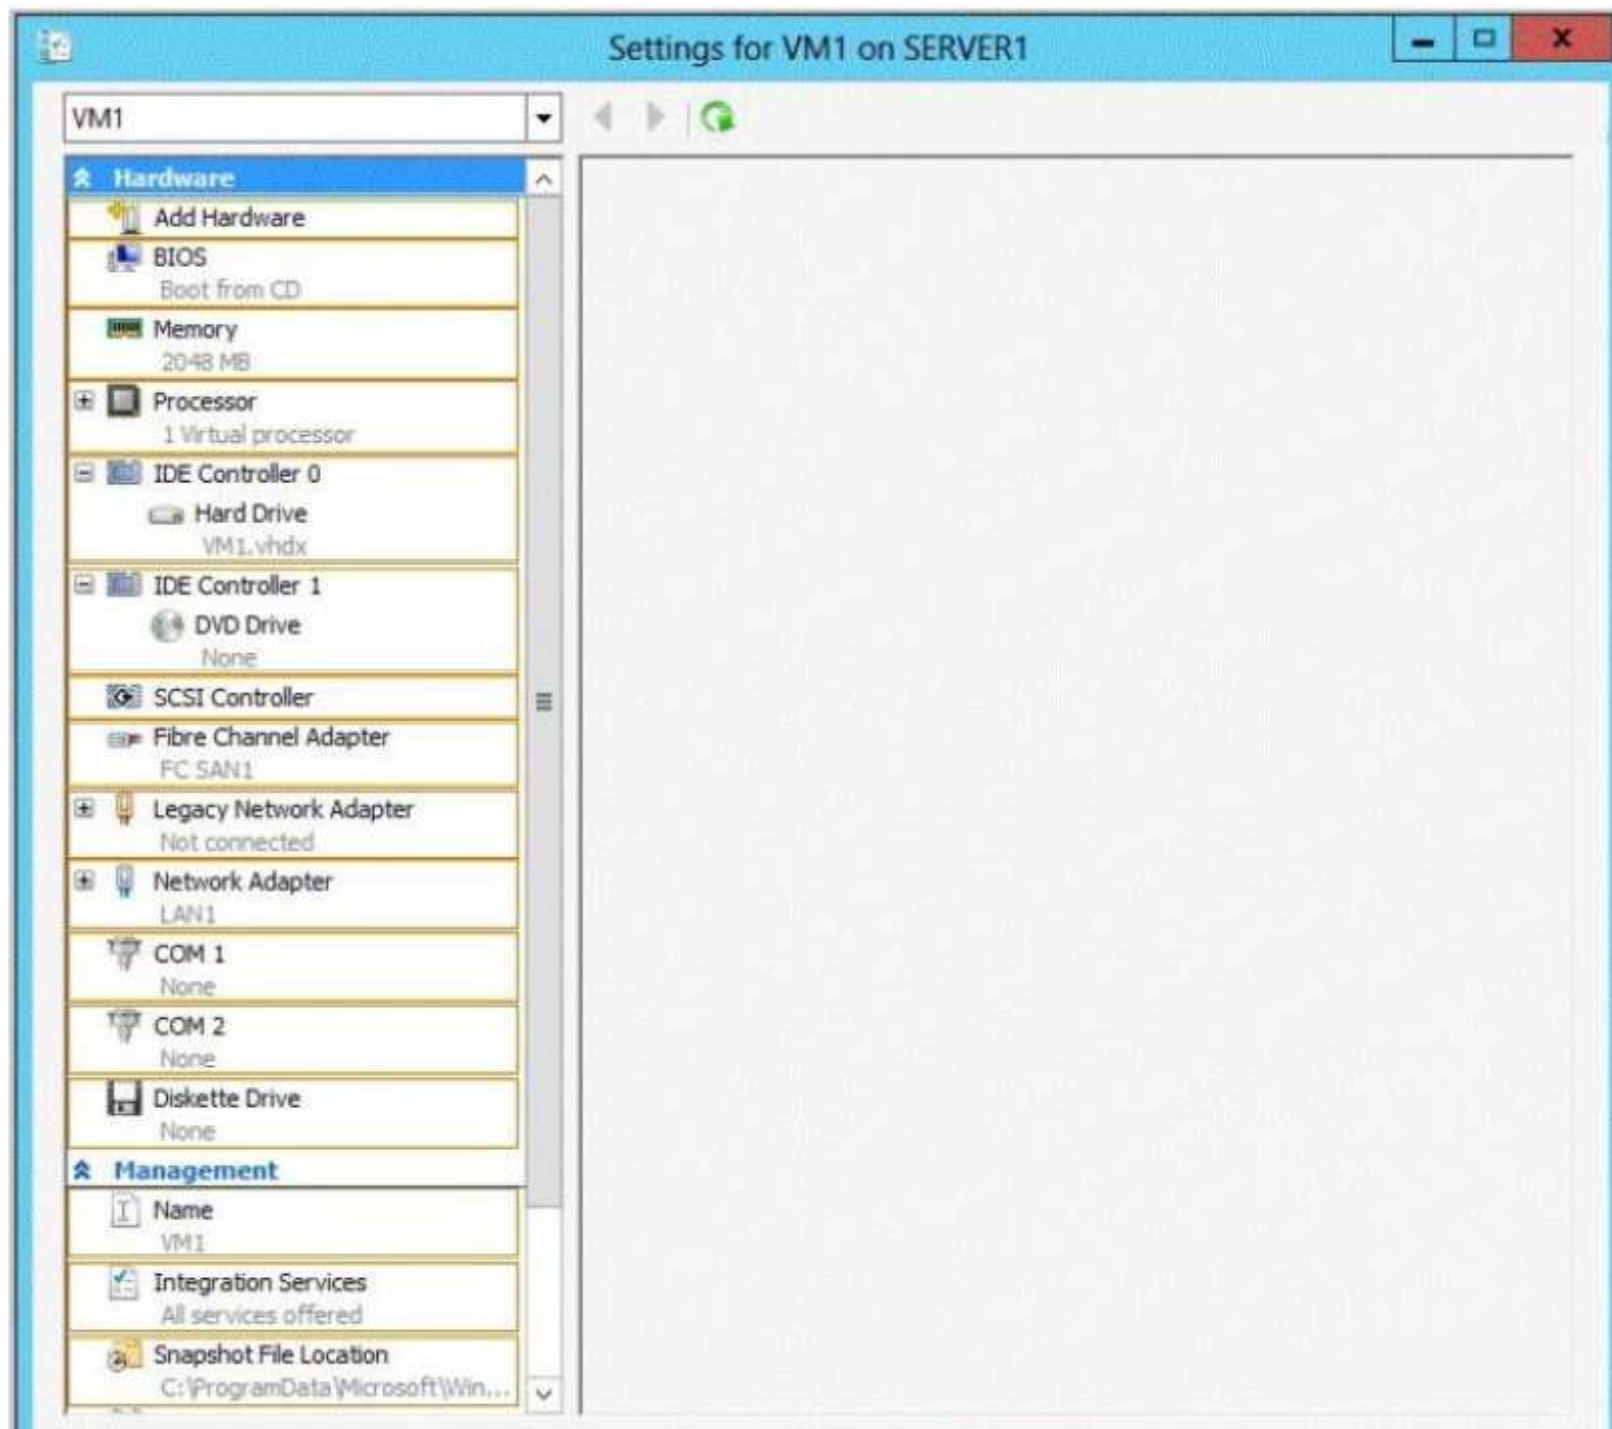 Settings for VM1 on SERVER1
VM1
Hardware
Add Hardware
BIOS
Boot from CD
Memory
2048 MB
Processor
1 Virtual processor
IDE Controller 0
Hard Drive
VM1.vhdx
IDE Controller 1
DVD Drive
None
SCSI Controller
Fibre Channel Adapter
FC SAN1
Legacy Network Adapter
Not connected
Network Adapter
LAN1
COM 1
None
COM 2
None
Diskette Drive
None
Management
Name
VM1
Integration Services
All services offered
Snapshot File Location
C:\ProgramData\Microsoft\Win...